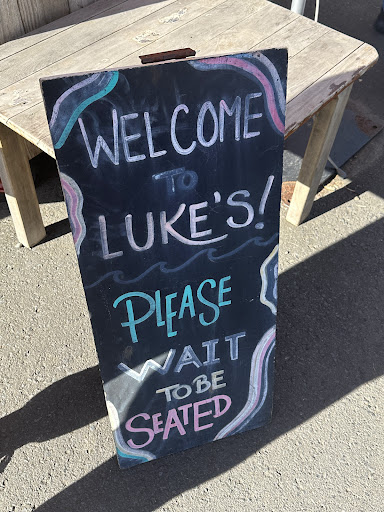 WELCOME
TO
LUKE'S!
PLEASE
WAIT
TO BE
SEATED